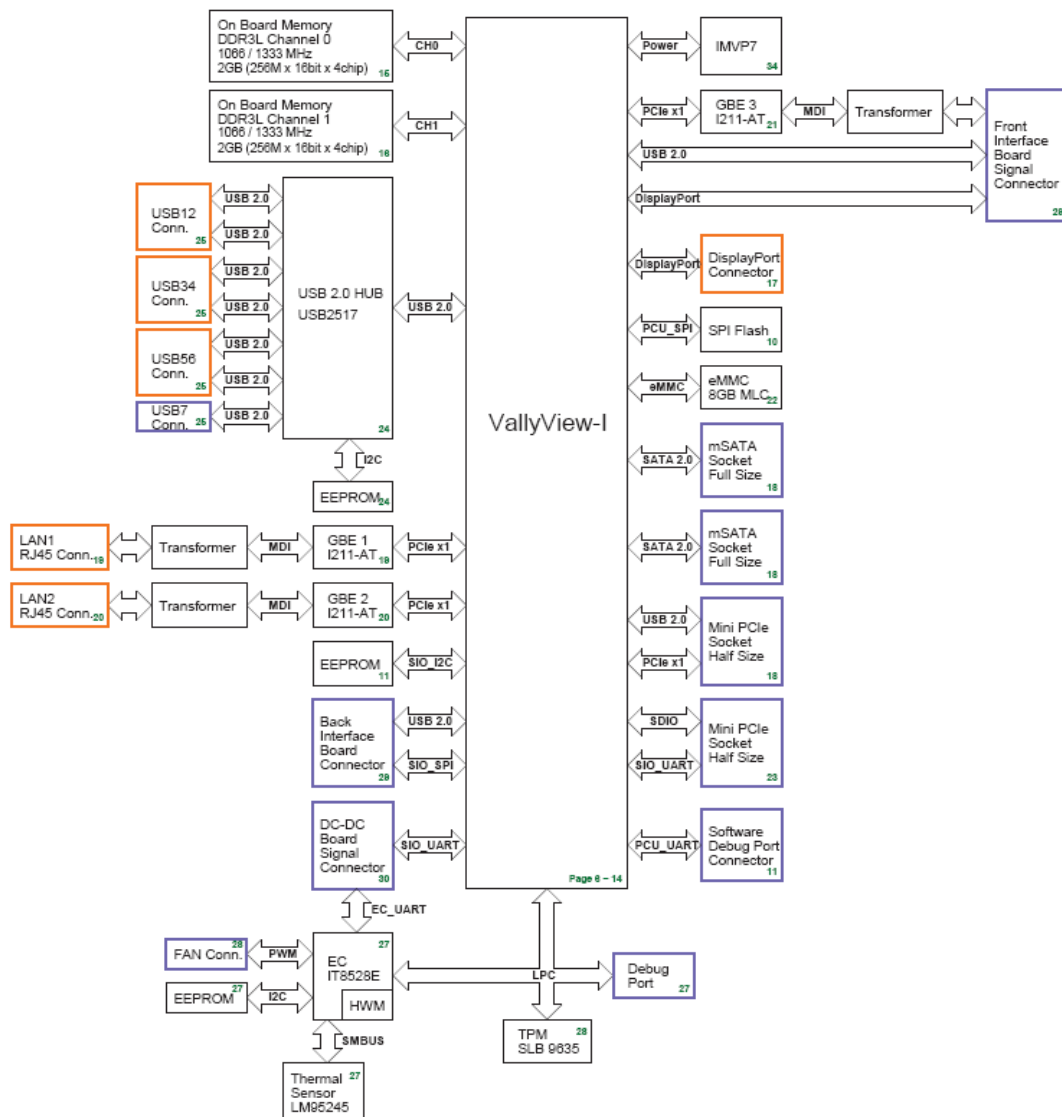 On Board Memory
DDR3L Channel 0
1066 / 1333 MHz
2GB (256M x 16bit x 4chip)
15
CH0
On Board Memory
DDR3L Channel 1
1066 / 1333 MHz
2GB (256M x 16bit x 4chip)
16
CH1
USB12
Conn.
25
USB 2.0
USB 2.0
USB34
Conn.
25
USB 2.0
USB 2.0
USB56
Conn.
25
USB 2.0
USB 2.0
USB7
Conn.
25
USB 2.0
USB 2.0 HUB
USB2517
24
USB 2.0
I2C
EEPROM
24
LAN1
RJ45 Conn.
19
Transformer
MDI
GBE 1
I211-AT
19
PCIe x1
LAN2
RJ45 Conn.
20
Transformer
MDI
GBE 2
I211-AT
20
PCIe x1
EEPROM
11
SIO_I2C
Back
Interface
Board
Connector
29
USB 2.0
SIO_SPI
DC-DC
Board
Signal
Connector
30
SIO_UART
EC_UART
FAN Conn.
28
PWM
EEPROM
27
I2C
EC
IT8528E
27
HWM
SMBUS
Thermal
Sensor
LM95245
27
VallyView-I
Page 6 – 14
LPC
TPM
SLB 9635
28
Debug
Port
27
Power
IMVP7
34
PCIe x1
GBE 3
I211-AT
21
MDI
Transformer
Front
Interface
Board
Signal
Connector
26
USB 2.0
DisplayPort
DisplayPort
DisplayPort
Connector
17
PCU_SPI
SPI Flash
10
eMMC
eMMC
8GB MLC
22
SATA 2.0
mSATA
Socket
Full Size
18
SATA 2.0
mSATA
Socket
Full Size
18
USB 2.0
PCIe x1
Mini PCIe
Socket
Half Size
18
SDIO
SIO_UART
Mini PCIe
Socket
Half Size
23
PCU_UART
Software
Debug Port
Connector
11